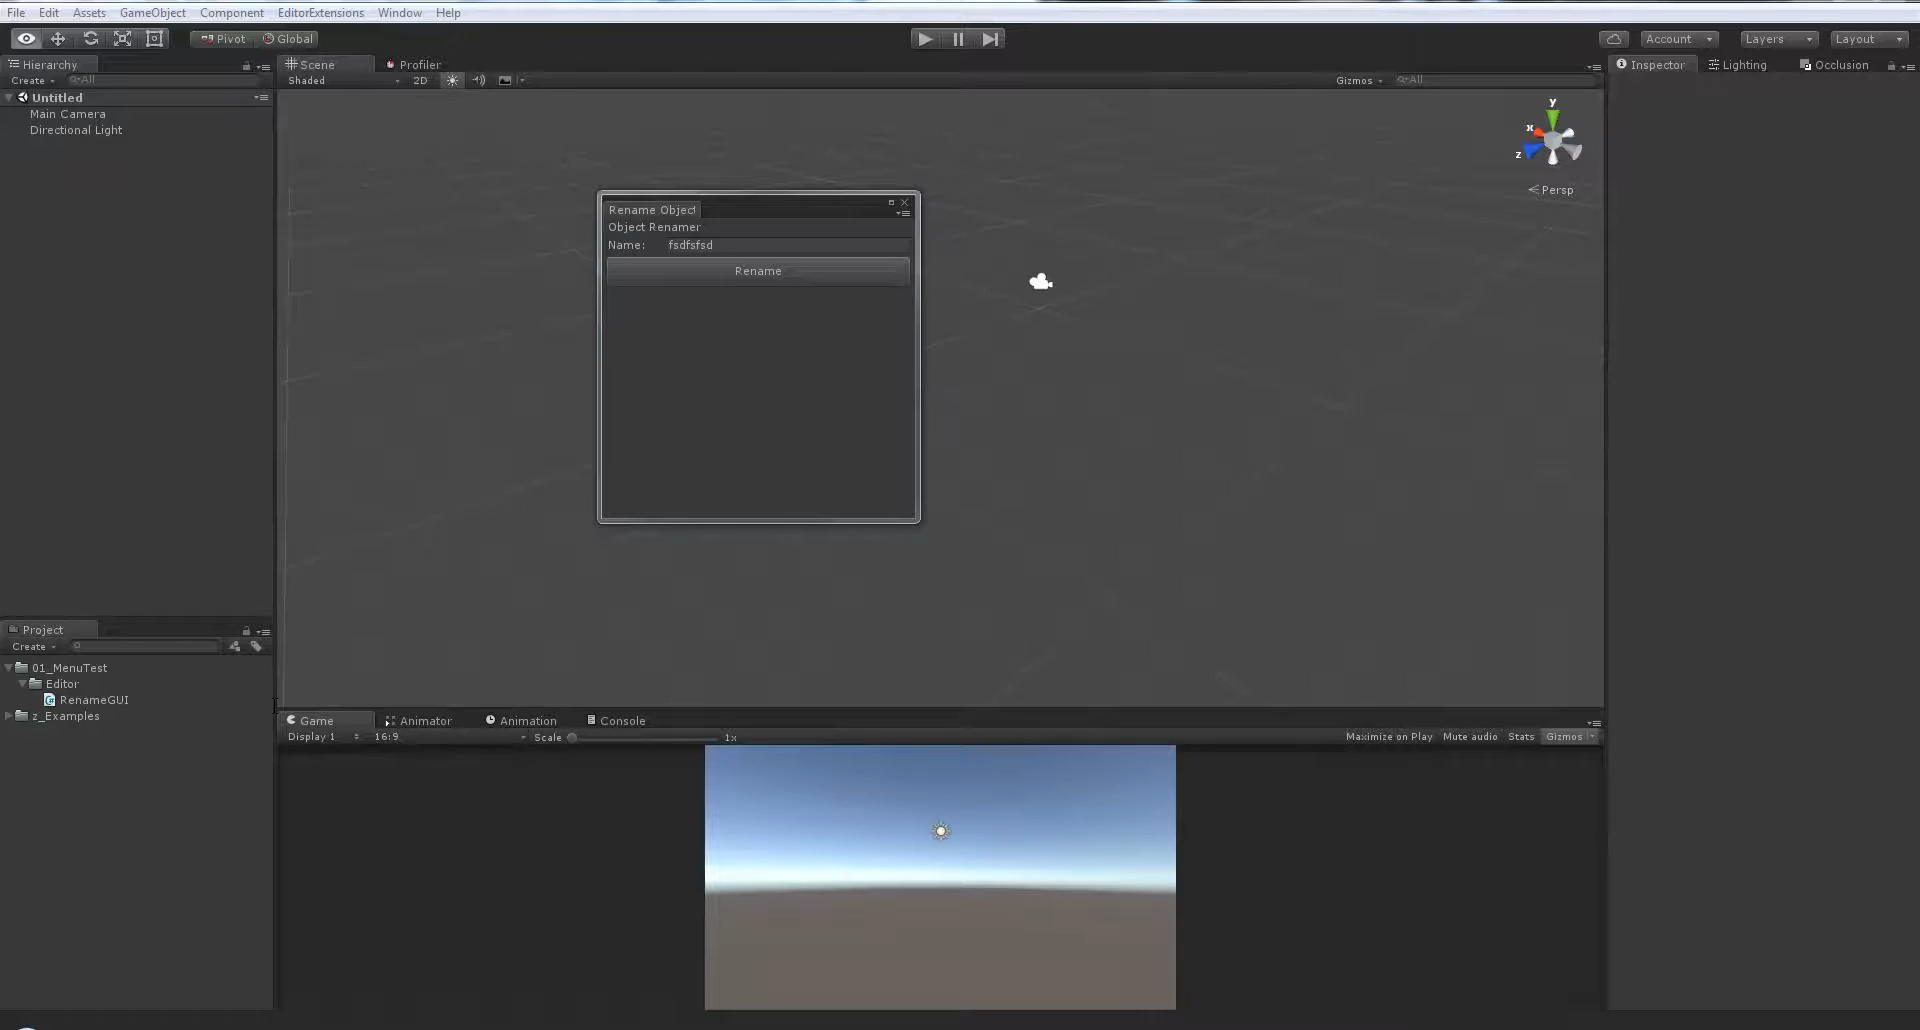 File Edit Assets GameObject Component EditorExtensions Window Help
Pivot Global Account Layers Layout
Hierarchy
Create All
Untitled
Main Camera
Directional Light
Scene Profiler
Shaded 2D Gizmos All
y
x
z
Persp
Rename Object
Object Renamer
Name: fsdfsfsd
Rename
Inspector Lighting Occlusion
Project
Create
01_MenuTest
Editor
RenameGUI
z_Examples
Game Animator Animation Console
Display 1 16:9 Scale 1x Maximize on Play Mute audio Stats Gizmos